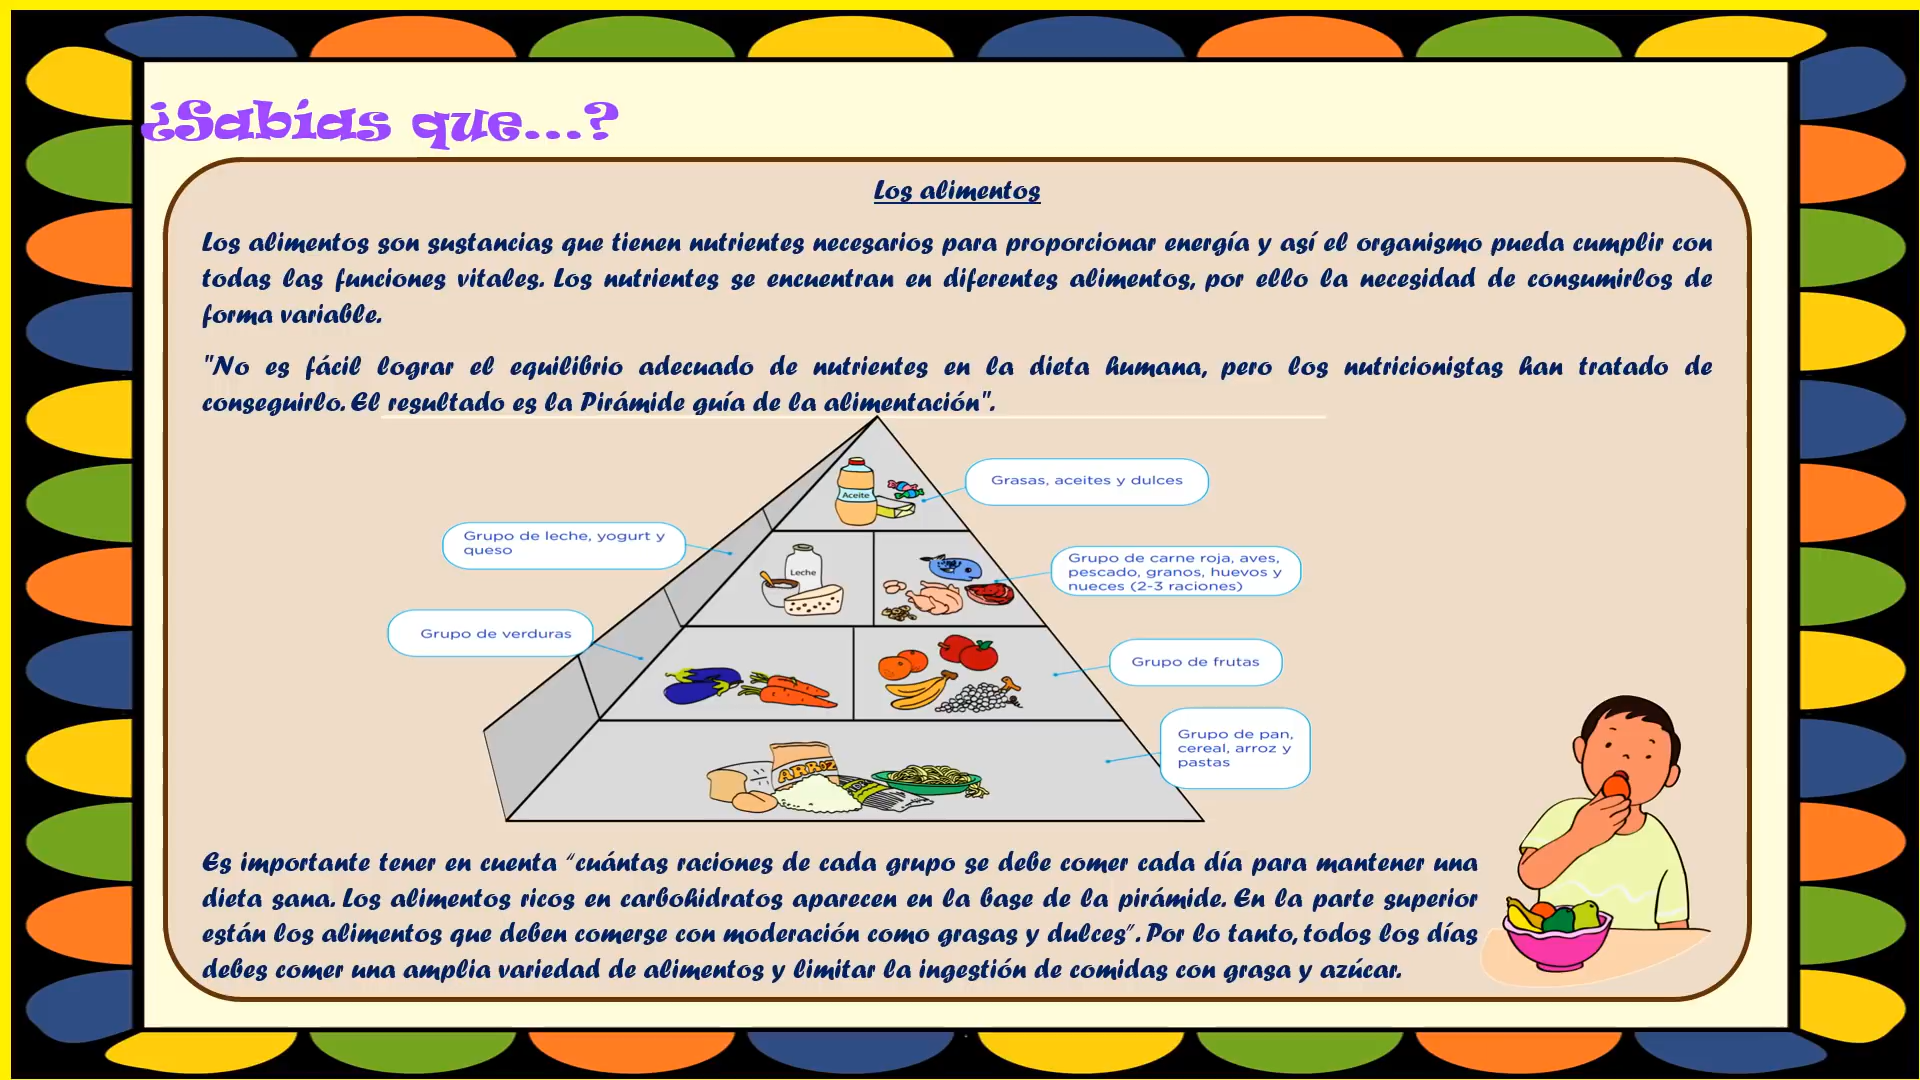 ¿Sabías que...?
Los alimentos
Los alimentos son sustancias que tienen nutrientes necesarios para proporcionar energía y así el organismo pueda cumplir con
todas las funciones vitales. Los nutrientes se encuentran en diferentes alimentos, por ello la necesidad de consumirlos de
forma variable.
"No es fácil lograr el equilibrio adecuado de nutrientes en la dieta humana, pero los nutricionistas han tratado de
conseguirlo. El resultado es la Pirámide guía de la alimentación".
Grasas, aceites y dulces
Aceite
Grupo de leche, yogurt y
queso
Leche
Grupo de carne roja, aves,
pescado, granos, huevos y
nueces (2-3 raciones)
Grupo de verduras
Grupo de frutas
Grupo de pan,
cereal, arroz y
pastas
ARROZ
Es importante tener en cuenta “cuántas raciones de cada grupo se debe comer cada día para mantener una
dieta sana. Los alimentos ricos en carbohidratos aparecen en la base de la pirámide. En la parte superior
están los alimentos que deben comerse con moderación como grasas y dulces”. Por lo tanto, todos los días
debes comer una amplia variedad de alimentos y limitar la ingestión de comidas con grasa y azúcar.